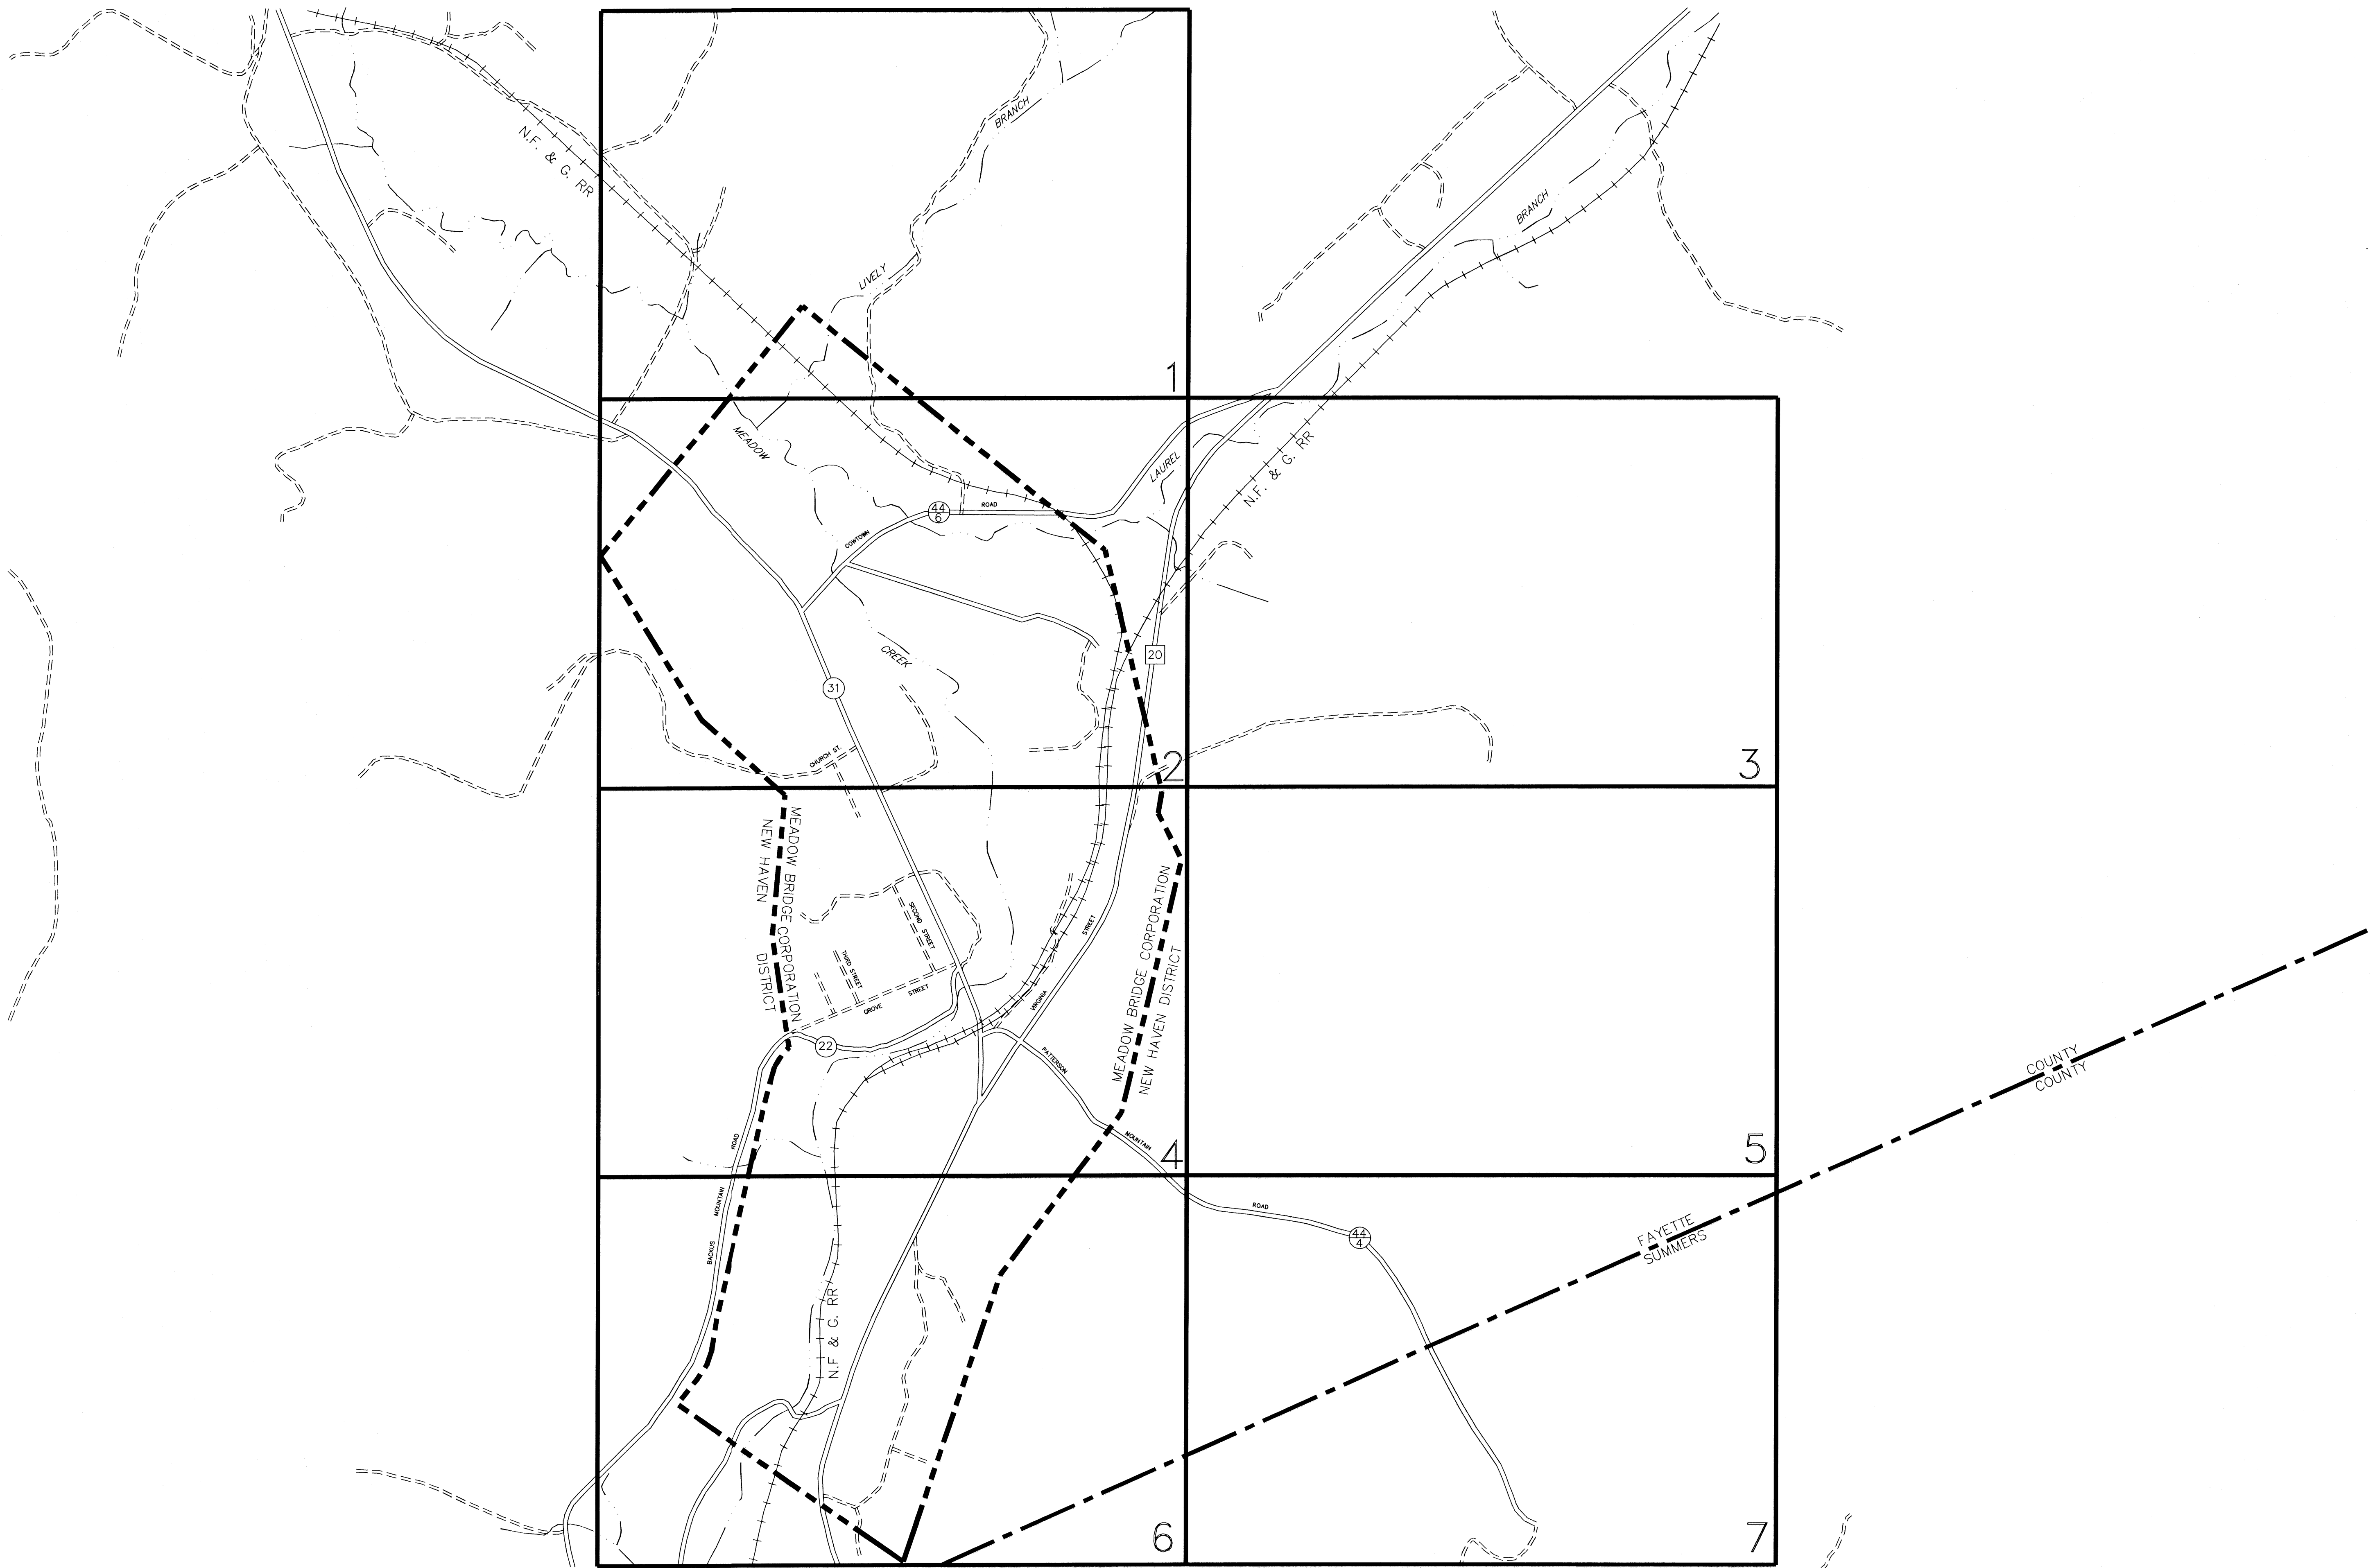 BRANCH
N.F. & G. RR
BRANCH
LIVELY
1
MEADOW
LAUREL
N.F. & G. RR
44
6
ROAD
COWTOWN
CREEK
20
31
CHURCH ST.
2
3
MEADOW BRIDGE CORPORATION
NEW HAVEN DISTRICT
SECOND STREET
THIRD STREET
GROVE STREET
VIRGINIA STREET
MEADOW BRIDGE CORPORATION
NEW HAVEN DISTRICT
22
PATTERSON MOUNTAIN ROAD
COUNTY
COUNTY
4
5
BACKUS MOUNTAIN ROAD
44
4
FAYETTE
SUMMERS
N.F & G. RR
6
7